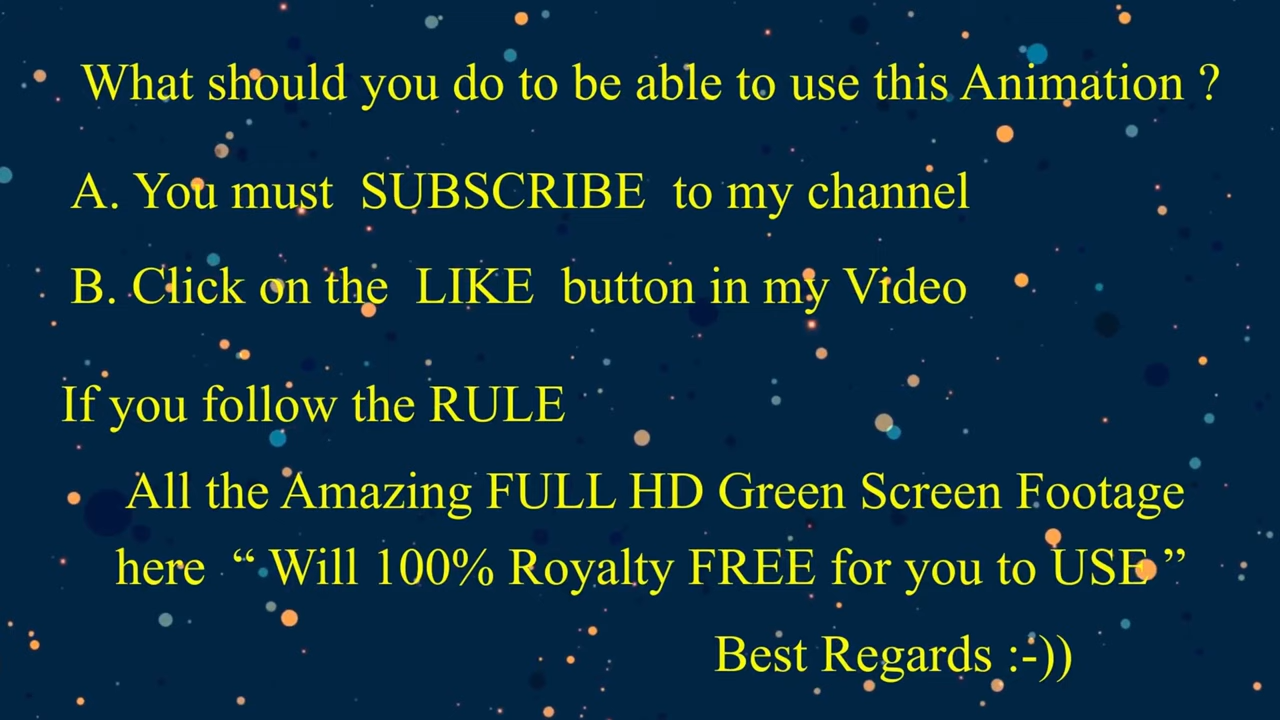 What should you do to be able to use this Animation ?
A. You must SUBSCRIBE to my channel
B. Click on the LIKE button in my Video
If you follow the RULE
All the Amazing FULL HD Green Screen Footage
here “ Will 100% Royalty FREE for you to USE ”
Best Regards :-))